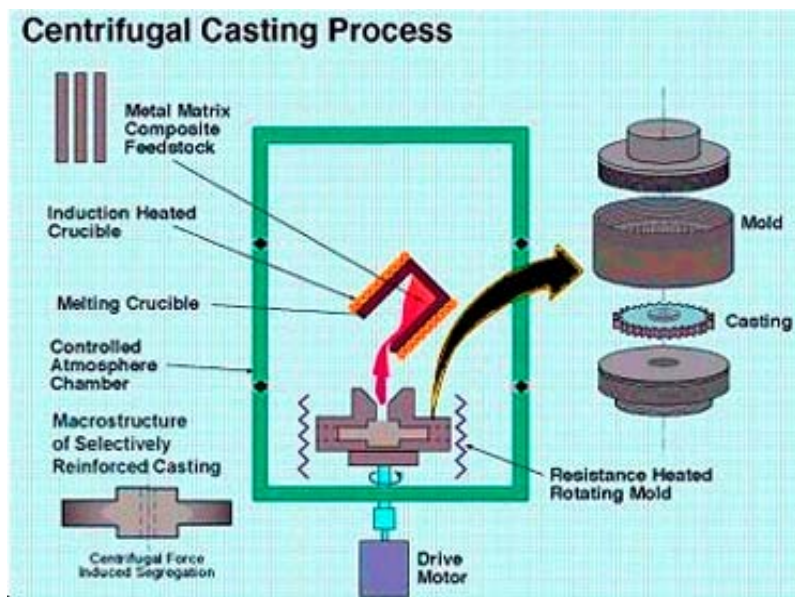 Centrifugal Casting Process
Metal Matrix
Composite
Feedstock
Induction Heated
Crucible
Melting Crucible
Controlled
Atmosphere
Chamber
Macrostructure
of Selectively
Reinforced Casting
Centrifugal Force
Induced Segregation
Drive
Motor
Resistance Heated
Rotating Mold
Mold
Casting